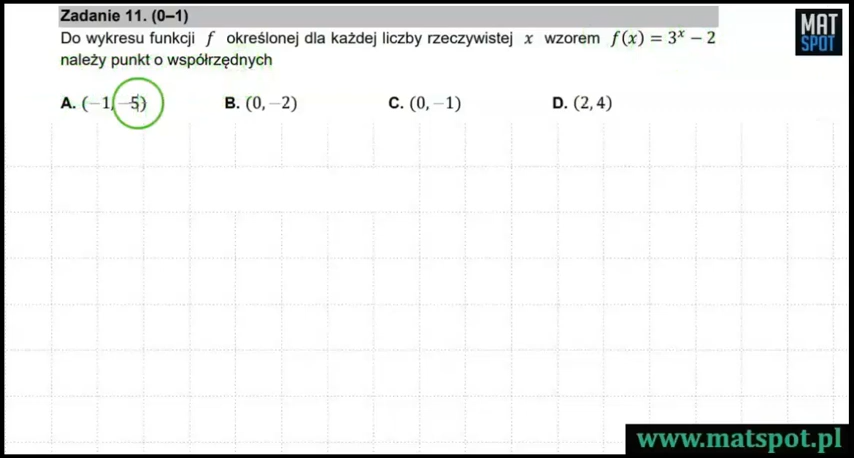 Zadanie 11. (0–1)
MAT
SPOT
Do wykresu funkcji f określonej dla każdej liczby rzeczywistej x wzorem f(x) = 3ˣ − 2
należy punkt o współrzędnych
A. (−1, −5) B. (0, −2) C. (0, −1) D. (2, 4)
www.matspot.pl